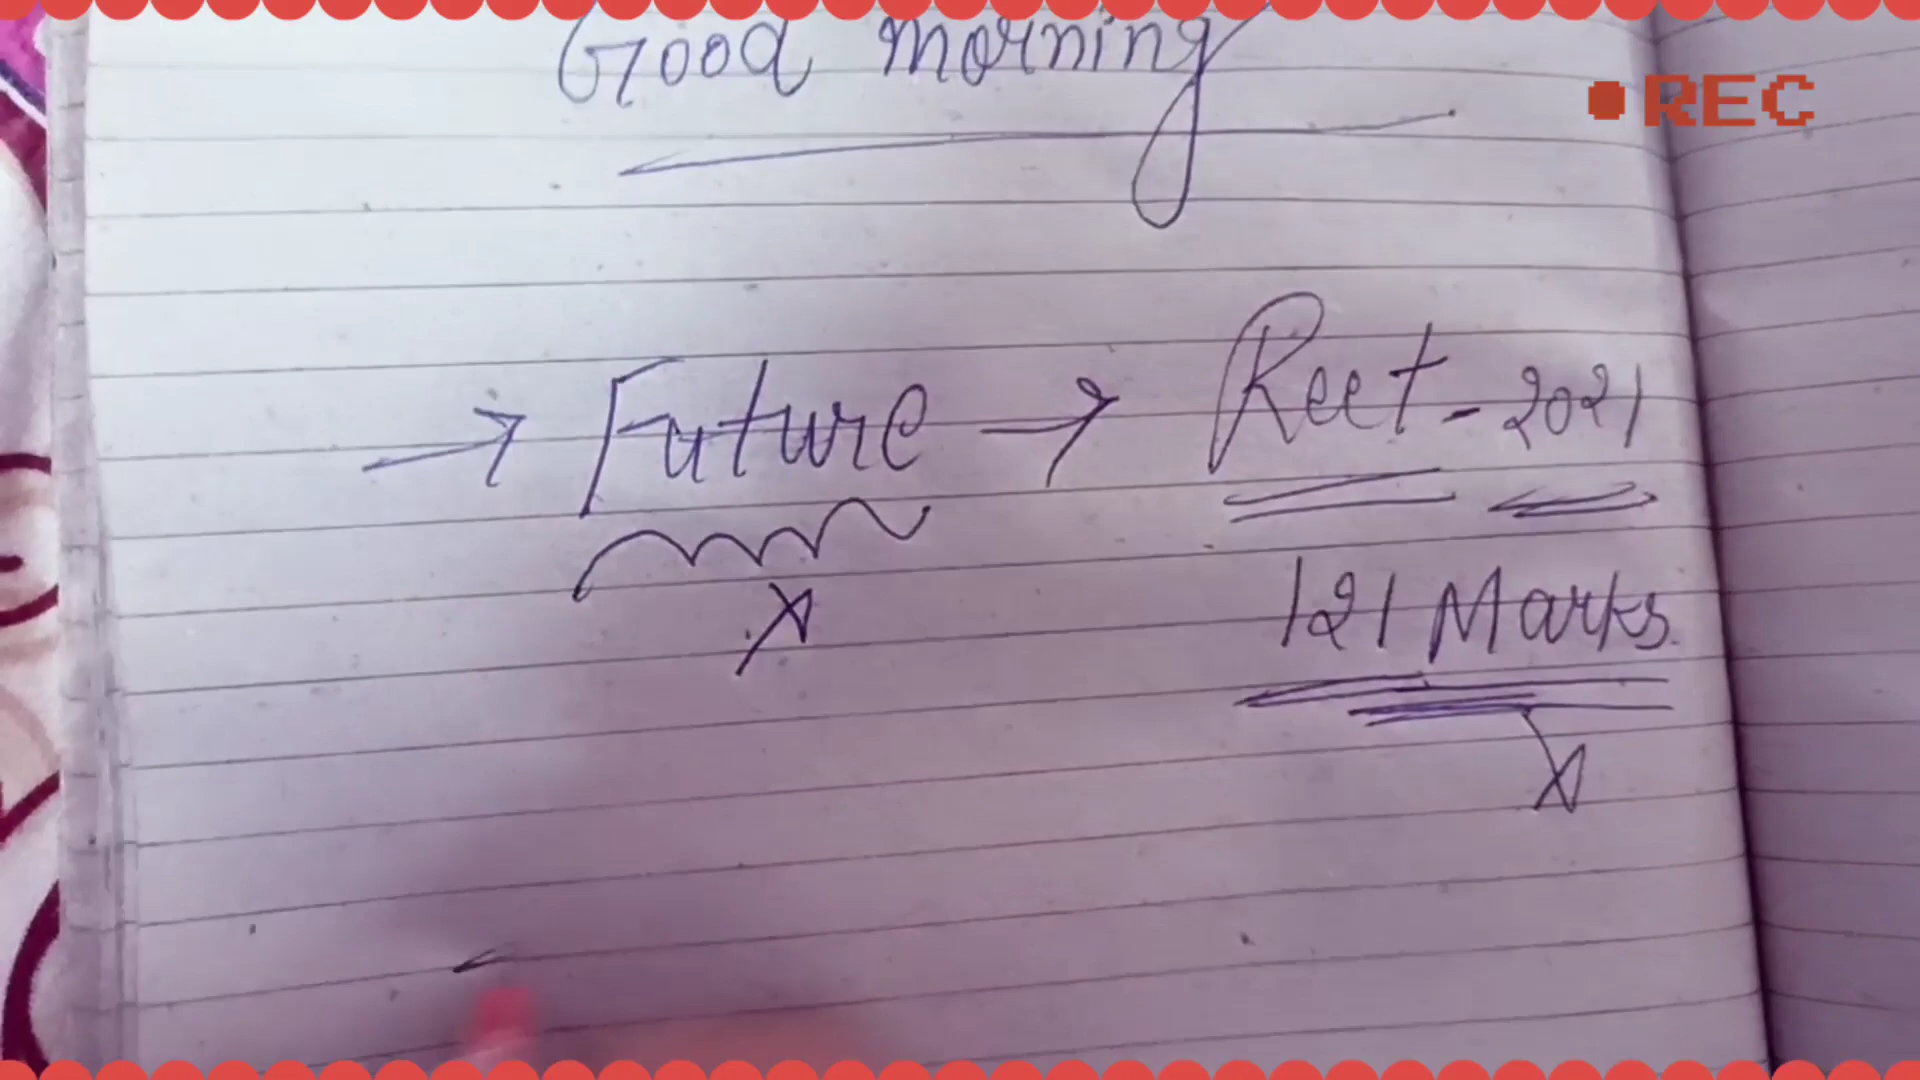 Good morning
REC
→ Future → Reet - 2021
121 Marks.